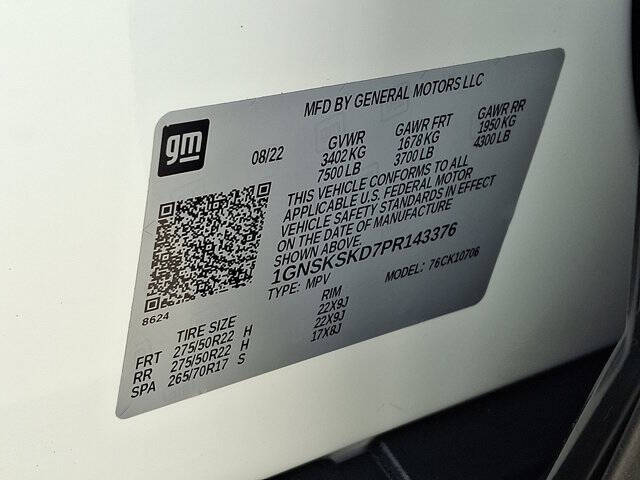 MFD BY GENERAL MOTORS LLC
gm
08/22 GVWR GAWR FRT GAWR RR
3402 KG 1678 KG 1950 KG
7500 LB 3700 LB 4300 LB
THIS VEHICLE CONFORMS TO ALL
APPLICABLE U.S. FEDERAL MOTOR
VEHICLE SAFETY STANDARDS IN EFFECT
ON THE DATE OF MANUFACTURE
SHOWN ABOVE.
1GNSKSKD7PR143376
TYPE: MPV MODEL: 76CK10706
8624
TIRE SIZE RIM
FRT 275/50R22 H 22X9J
RR 275/50R22 H 22X9J
SPA 265/70R17 S 17X8J